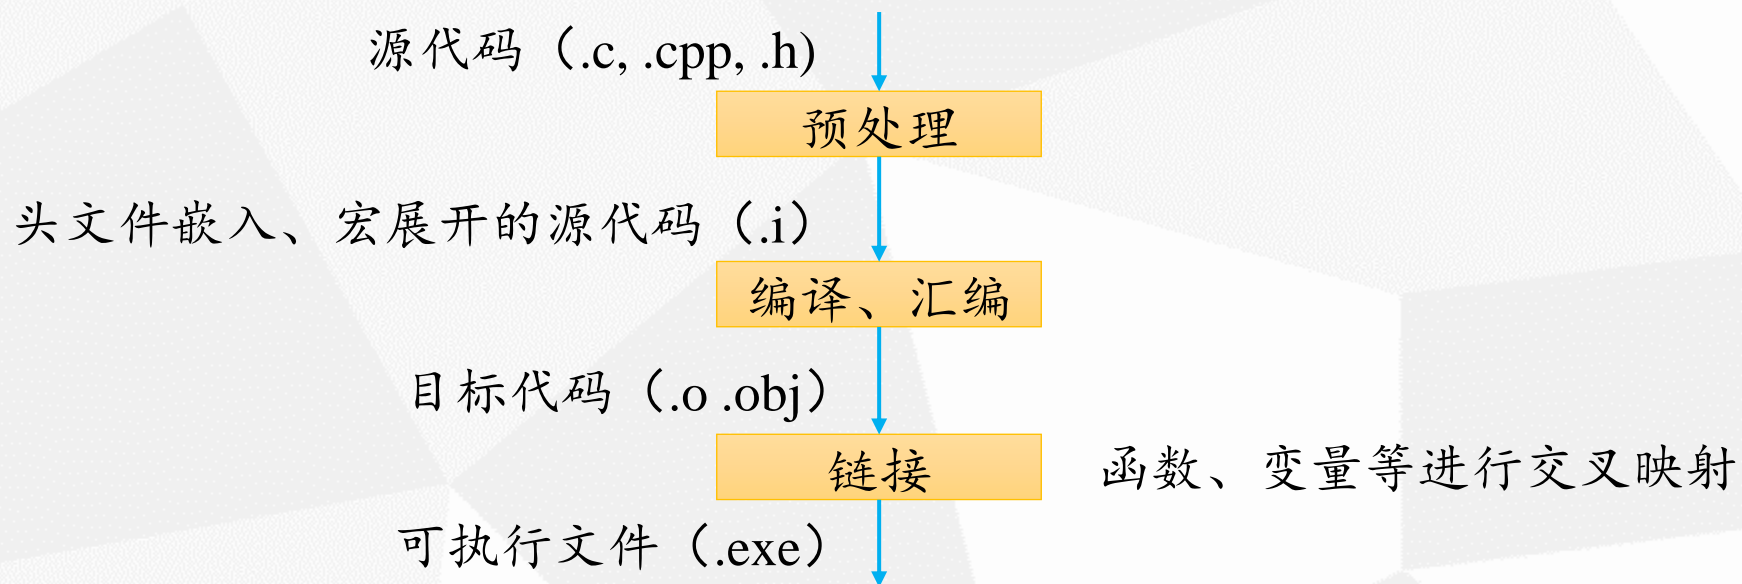 源代码（.c, .cpp, .h)
预处理
头文件嵌入、宏展开的源代码（.i）
编译、汇编
目标代码（.o .obj）
链接
函数、变量等进行交叉映射
可执行文件（.exe）